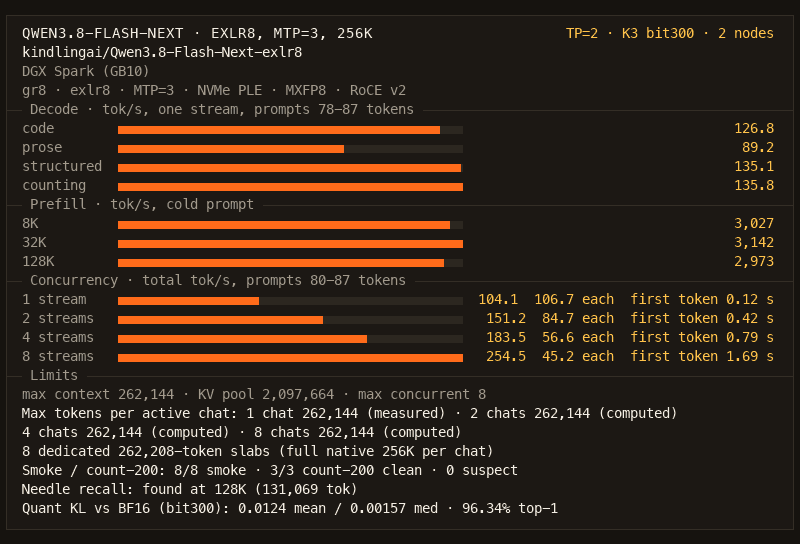 QWEN3.8-FLASH-NEXT · EXLR8, MTP=3, 256K TP=2 · K3 bit300 · 2 nodes
kindlingai/Qwen3.8-Flash-Next-exlr8
DGX Spark (GB10)
gr8 · exlr8 · MTP=3 · NVMe PLE · MXFP8 · RoCE v2
Decode · tok/s, one stream, prompts 78-87 tokens
code 126.8
prose 89.2
structured 135.1
counting 135.8
Prefill · tok/s, cold prompt
8K 3,027
32K 3,142
128K 2,973
Concurrency · total tok/s, prompts 80-87 tokens
1 stream 104.1 106.7 each first token 0.12 s
2 streams 151.2 84.7 each first token 0.42 s
4 streams 183.5 56.6 each first token 0.79 s
8 streams 254.5 45.2 each first token 1.69 s
Limits
max context 262,144 · KV pool 2,097,664 · max concurrent 8
Max tokens per active chat: 1 chat 262,144 (measured) · 2 chats 262,144 (computed)
4 chats 262,144 (computed) · 8 chats 262,144 (computed)
8 dedicated 262,208-token slabs (full native 256K per chat)
Smoke / count-200: 8/8 smoke · 3/3 count-200 clean · 0 suspect
Needle recall: found at 128K (131,069 tok)
Quant KL vs BF16 (bit300): 0.0124 mean / 0.00157 med · 96.34% top-1